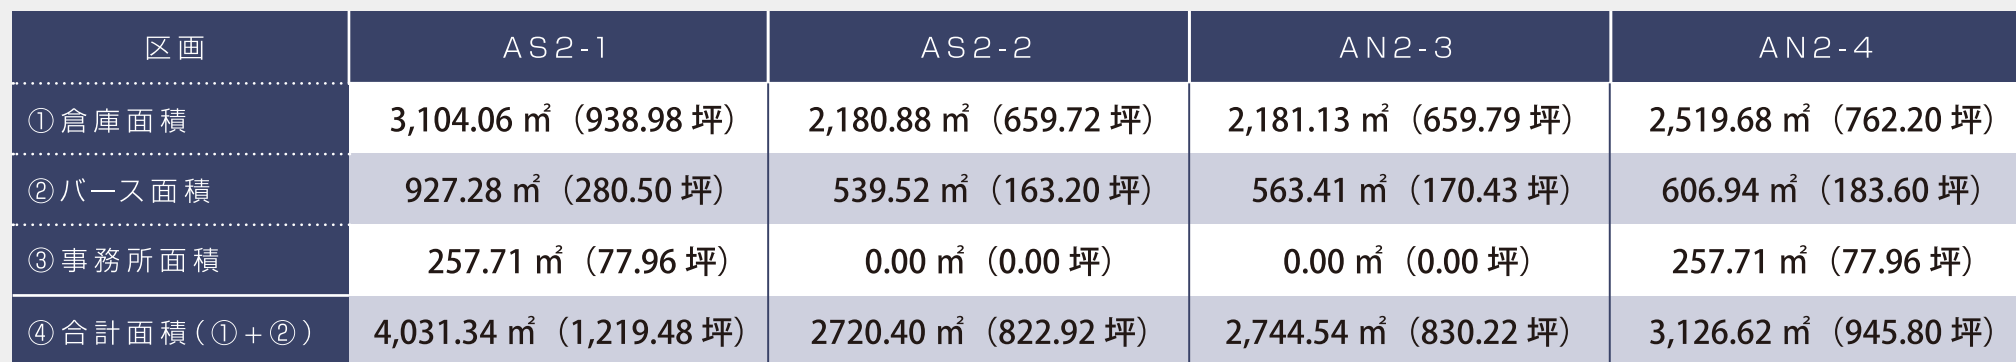 区画 AS2-1 AS2-2 AN2-3 AN2-4
①倉庫面積 3,104.06 ㎡（938.98 坪） 2,180.88 ㎡（659.72 坪） 2,181.13 ㎡（659.79 坪） 2,519.68 ㎡（762.20 坪）
②バース面積 927.28 ㎡（280.50 坪） 539.52 ㎡（163.20 坪） 563.41 ㎡（170.43 坪） 606.94 ㎡（183.60 坪）
③事務所面積 257.71 ㎡（77.96 坪） 0.00 ㎡（0.00 坪） 0.00 ㎡（0.00 坪） 257.71 ㎡（77.96 坪）
④合計面積(①+②) 4,031.34 ㎡（1,219.48 坪） 2720.40 ㎡（822.92 坪） 2,744.54 ㎡（830.22 坪） 3,126.62 ㎡（945.80 坪）